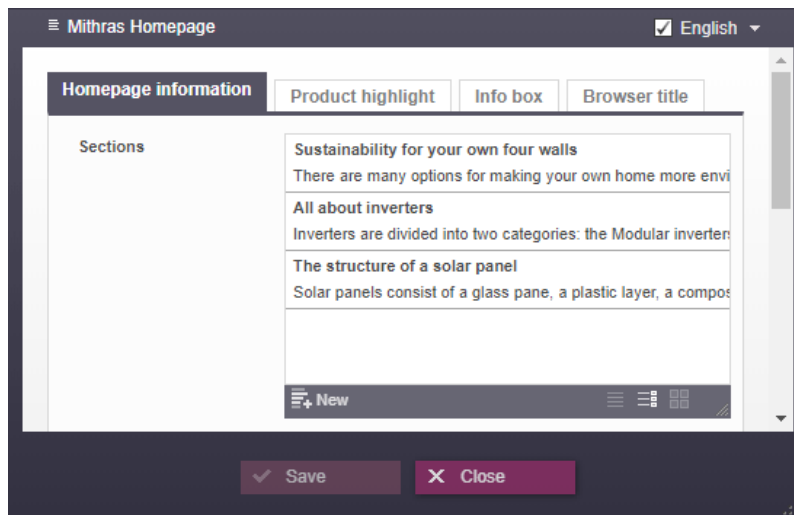 Mithras Homepage
English
Homepage information
Product highlight
Info box
Browser title
Sections
Sustainability for your own four walls
There are many options for making your own home more envi
All about inverters
Inverters are divided into two categories: the Modular inverter
The structure of a solar panel
Solar panels consist of a glass pane, a plastic layer, a compos
New
Save
Close